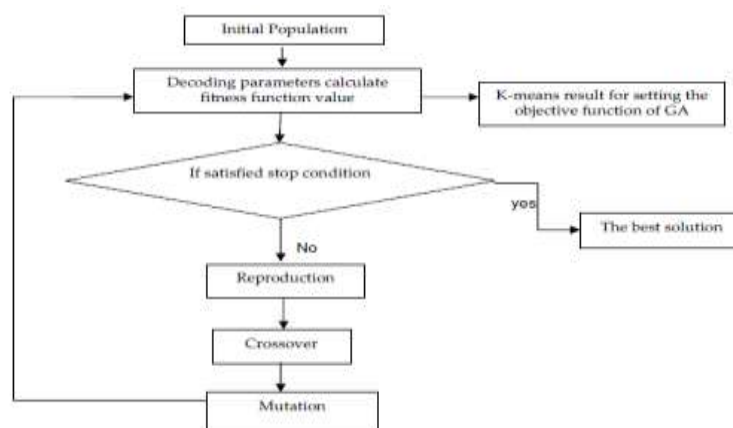 Initial Population
Decoding parameters calculate
fitness function value
K-means result for setting the
objective function of GA
If satisfied stop condition
yes
The best solution
No
Reproduction
Crossover
Mutation